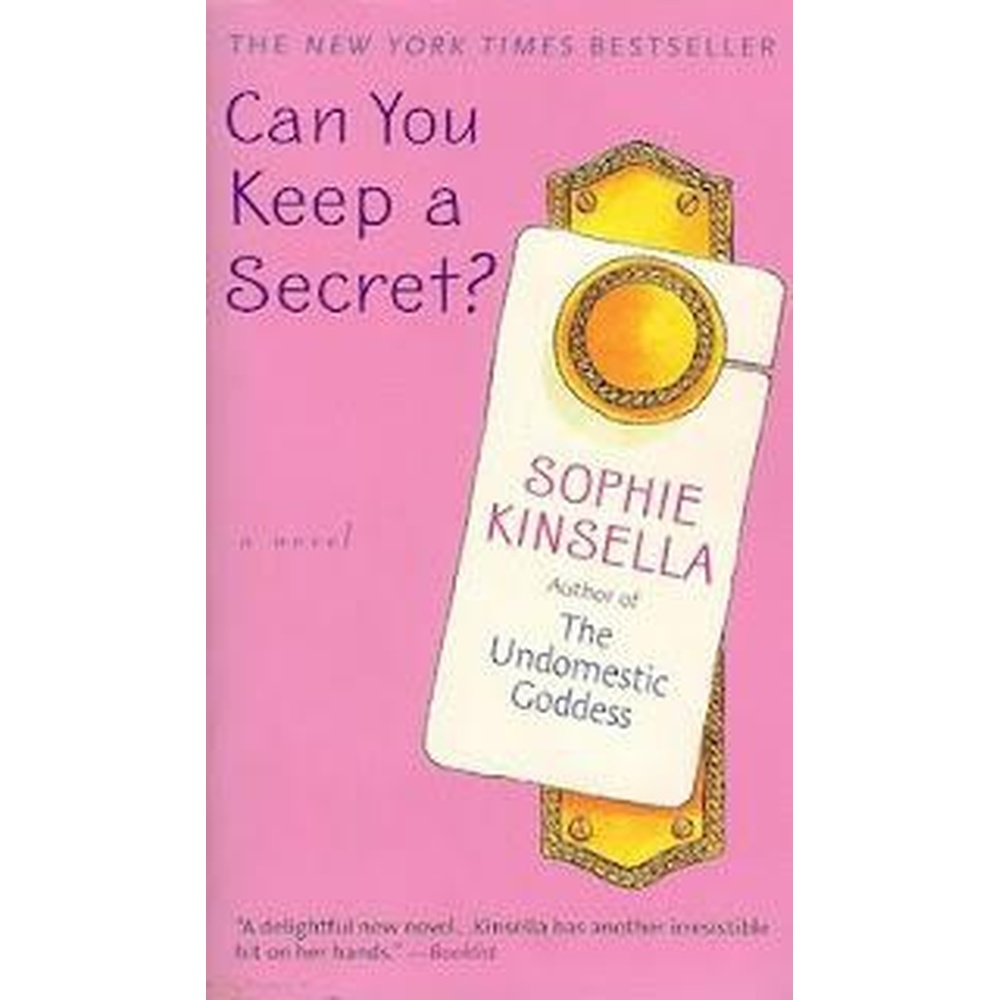 THE NEW YORK TIMES BESTSELLER
Can You
Keep a
Secret?
SOPHIE
KINSELLA
Author of
The
Undomestic
Goddess
a novel
"A delightful new novel... Kinsella has another irresistible
hit on her hands." —Booklist